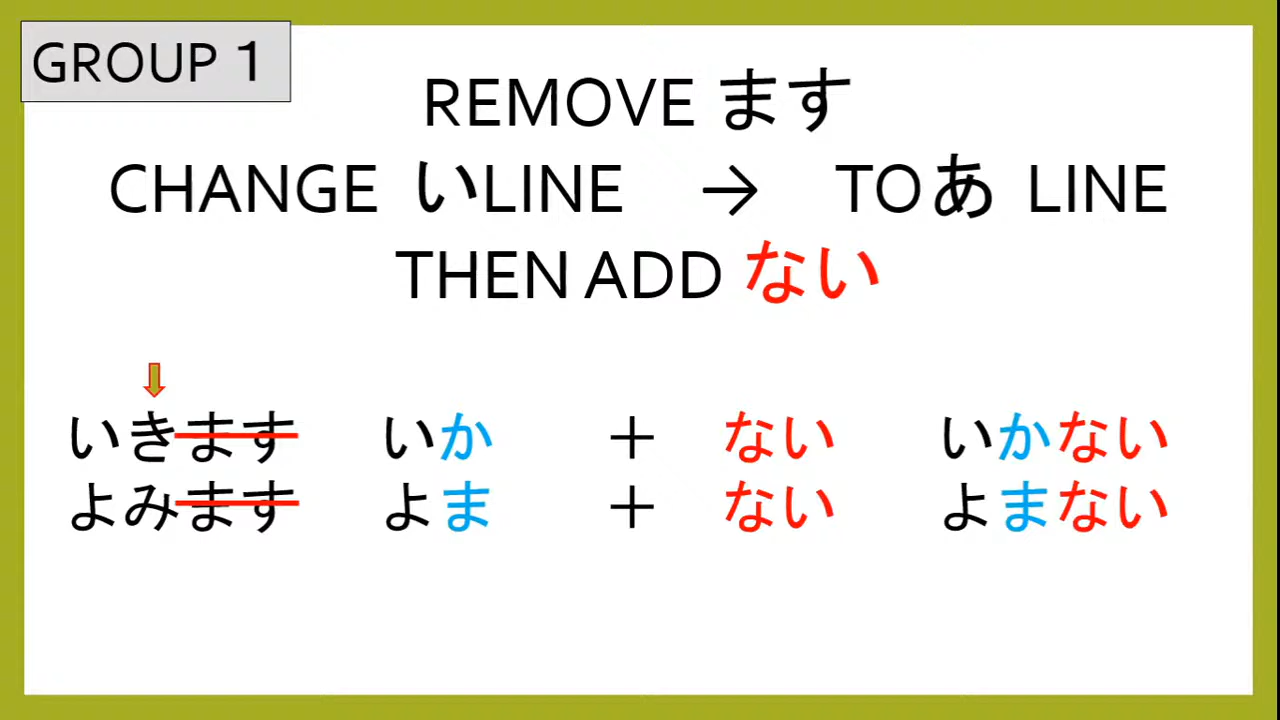 GROUP 1
REMOVE ます
CHANGE いLINE → TOあ LINE
THEN ADD ない
いきます いか ＋ ない いかない
よみます よま ＋ ない よまない